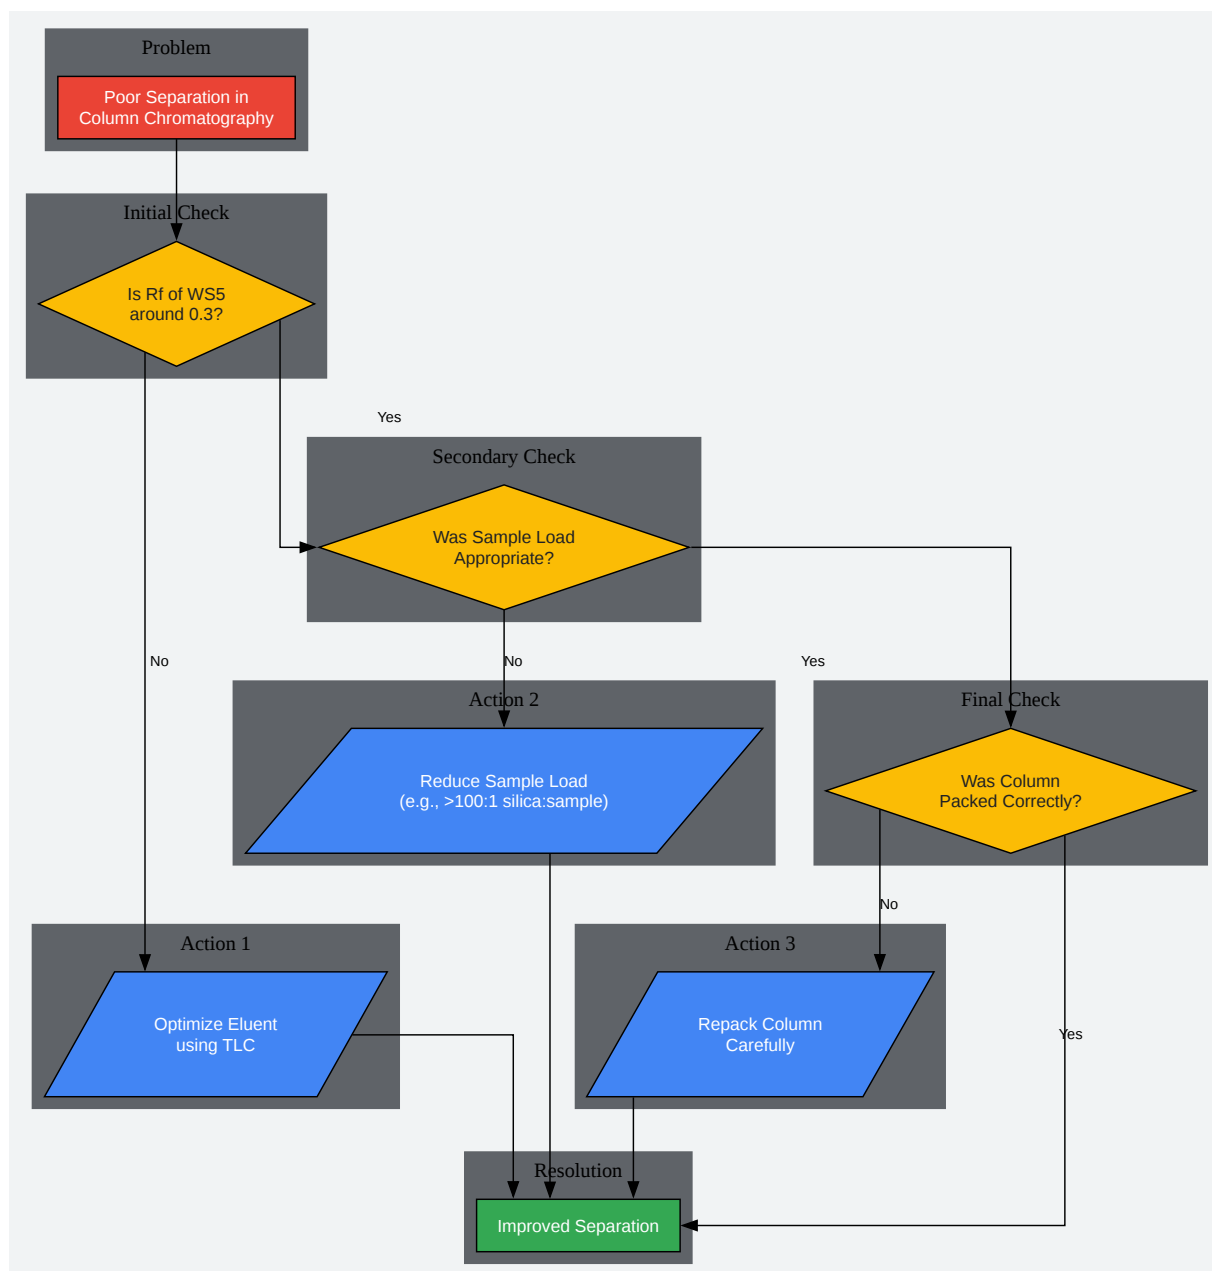 Problem
Poor Separation in
Column Chromatography
Initial Check
Is Rf of WS5
around 0.3?
Yes
Secondary Check
Was Sample Load
Appropriate?
No
No
Yes
Action 2
Reduce Sample Load
(e.g., >100:1 silica:sample)
Final Check
Was Column
Packed Correctly?
No
Action 1
Optimize Eluent
using TLC
Action 3
Repack Column
Carefully
Yes
Resolution
Improved Separation